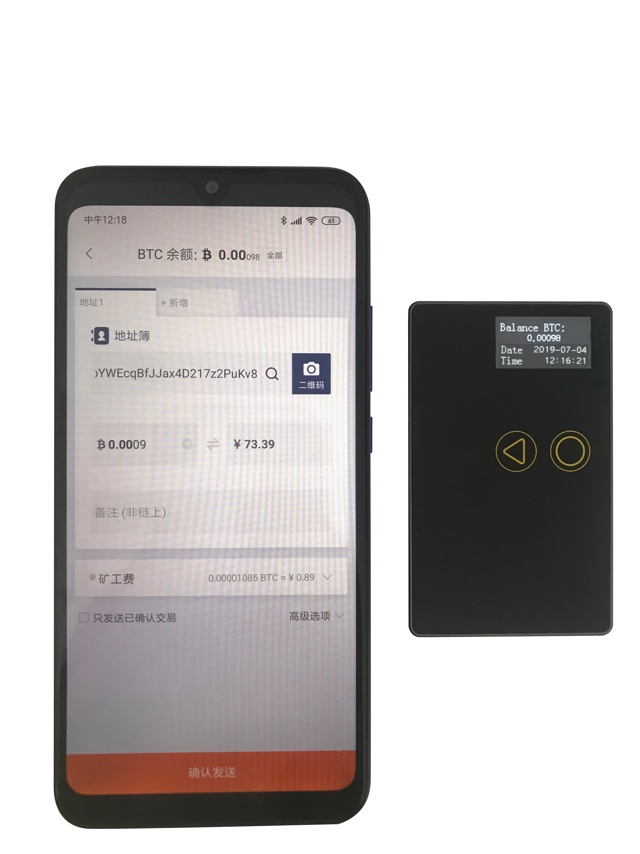 中午12:18
61
BTC 余额: ₿ 0.00098 全部
地址1
+ 新增
地址簿
YWEcqBfJJax4D217z2PuKv8
二维码
₿ 0.0009
¥ 73.39
备注 (非链上)
矿工费
0.00001085 BTC ≈ ¥ 0.89
只发送已确认交易
高级选项
确认发送
Balance BTC:
0.00098
Date 2019-07-04
Time 12:16:21